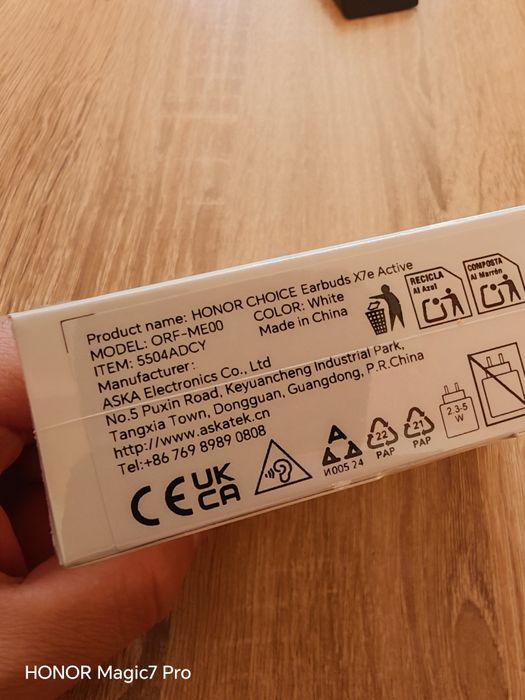 Product name: HONOR CHOICE Earbuds X7e Active
MODEL: ORF-ME00 COLOR: White
ITEM: 5504ADCY Made in China
Manufacturer:
ASKA Electronics Co., Ltd
No.5 Puxin Road, Keyuancheng Industrial Park,
Tangxia Town, Dongguan, Guangdong, P.R.China
http://www.askatek.cn
Tel:+86 769 8989 0808
RECICLA
Al Azul
COMPOSTA
Al Marrón
CE UK
CA
N005 24
22
PAP
21
PAP
2.3-5
W
HONOR Magic7 Pro